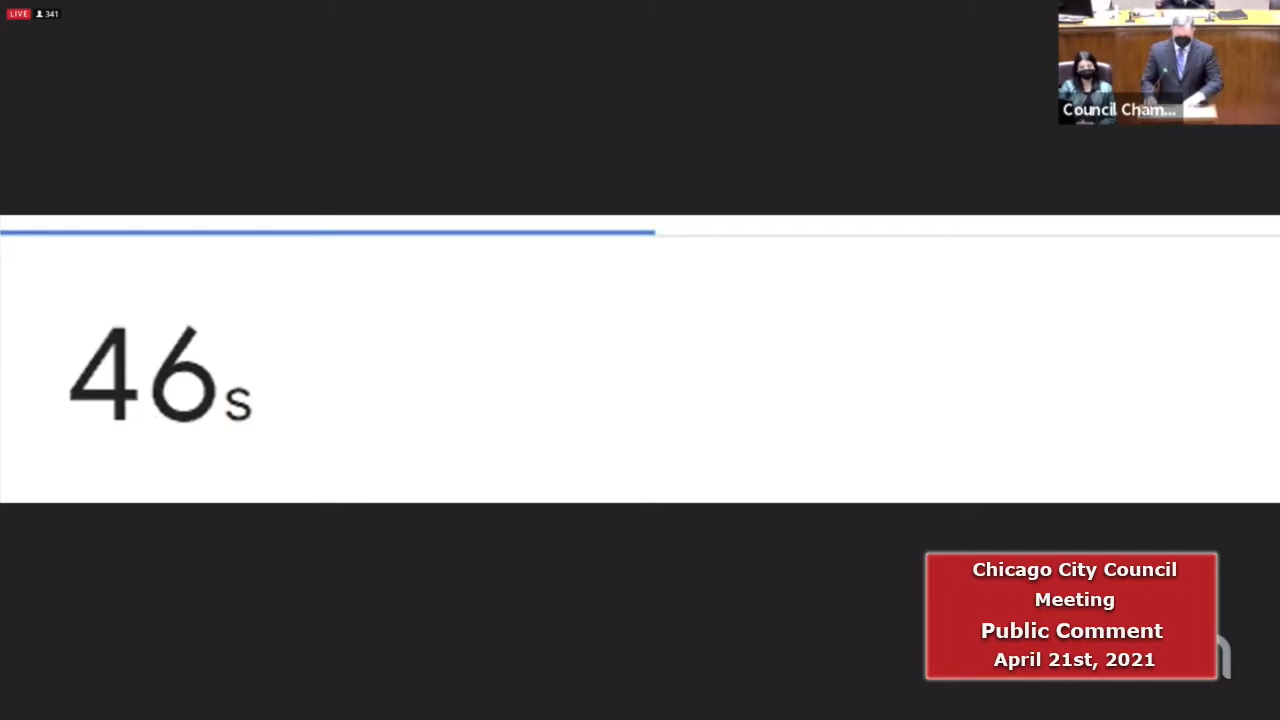 LIVE 341
Council Cham...
46s
Chicago City Council
Meeting
Public Comment
April 21st, 2021